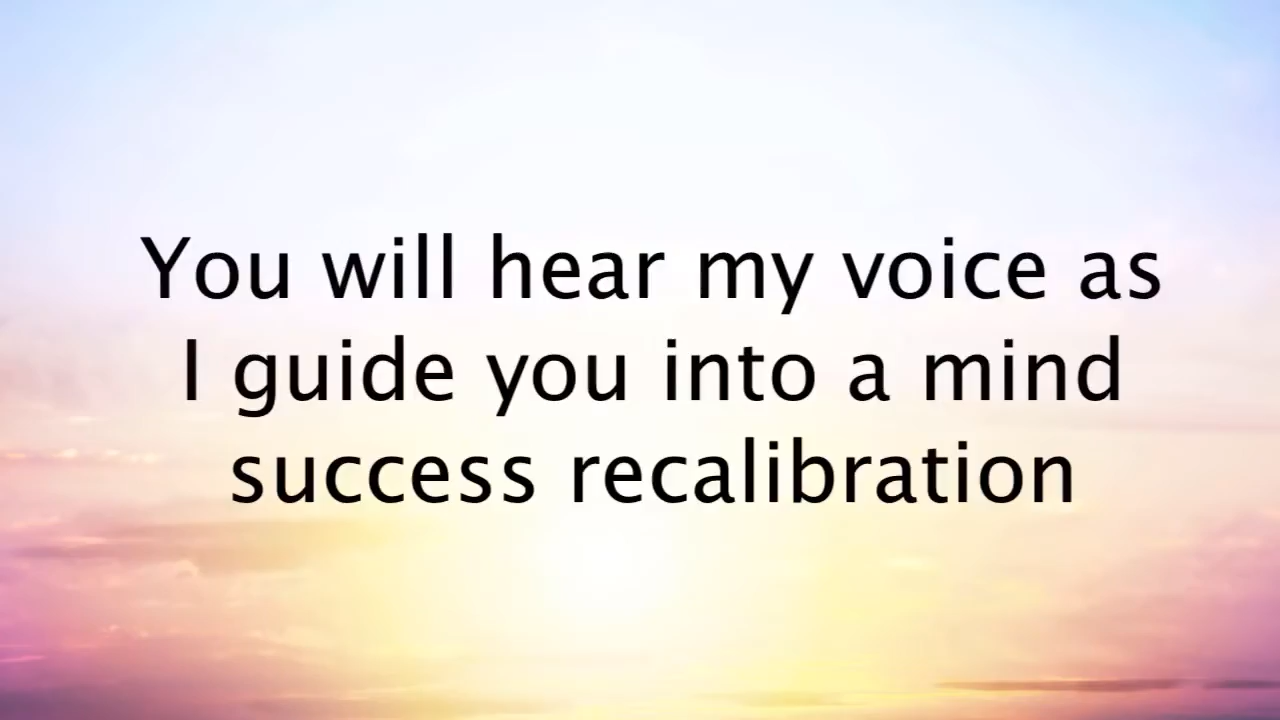 You will hear my voice as
I guide you into a mind
success recalibration